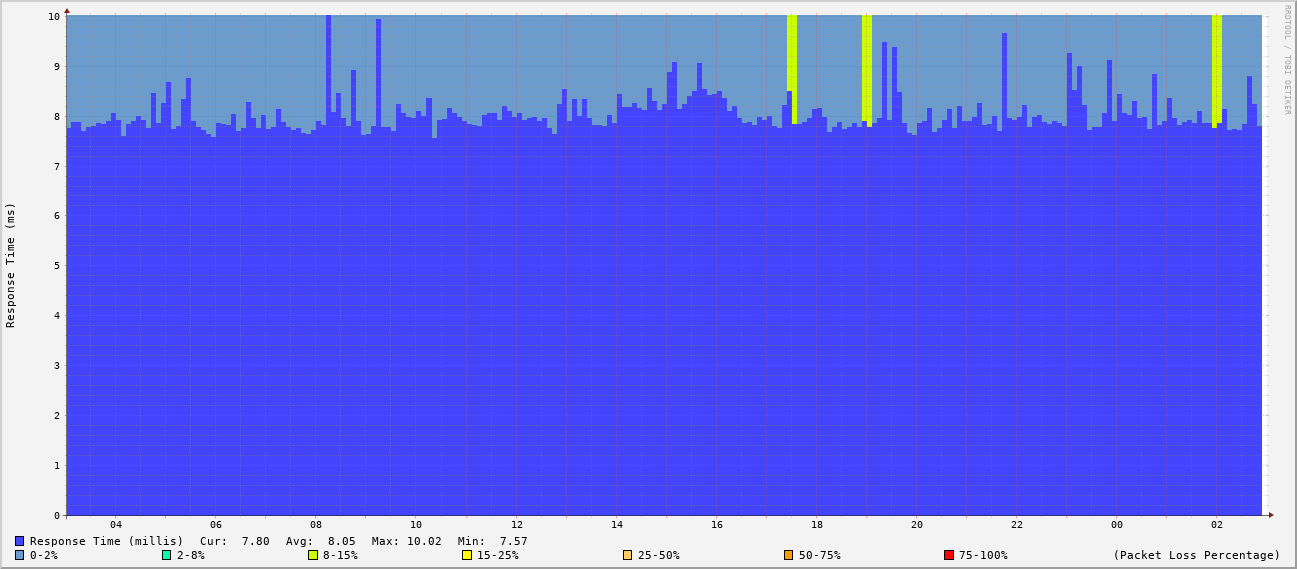 RRDTOOL / TOBI OETIKER
Response Time (ms)
10
9
8
7
6
5
4
3
2
1
0
04 06 08 10 12 14 16 18 20 22 00 02
Response Time (millis) Cur: 7.80 Avg: 8.05 Max: 10.02 Min: 7.57
0-2% 2-8% 8-15% 15-25% 25-50% 50-75% 75-100% (Packet Loss Percentage)